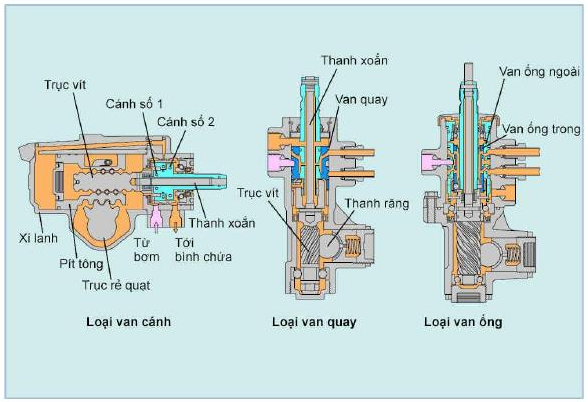 Trục vít
Cánh số 1
Cánh số 2
Thanh xoắn
Từ
bơm
Tới
bình chứa
Xi lanh
Pít tông
Trục rẻ quạt
Loại van cánh
Thanh xoắn
Van quay
Trục vít
Thanh răng
Loại van quay
Van ống ngoài
Van ống trong
Loại van ống